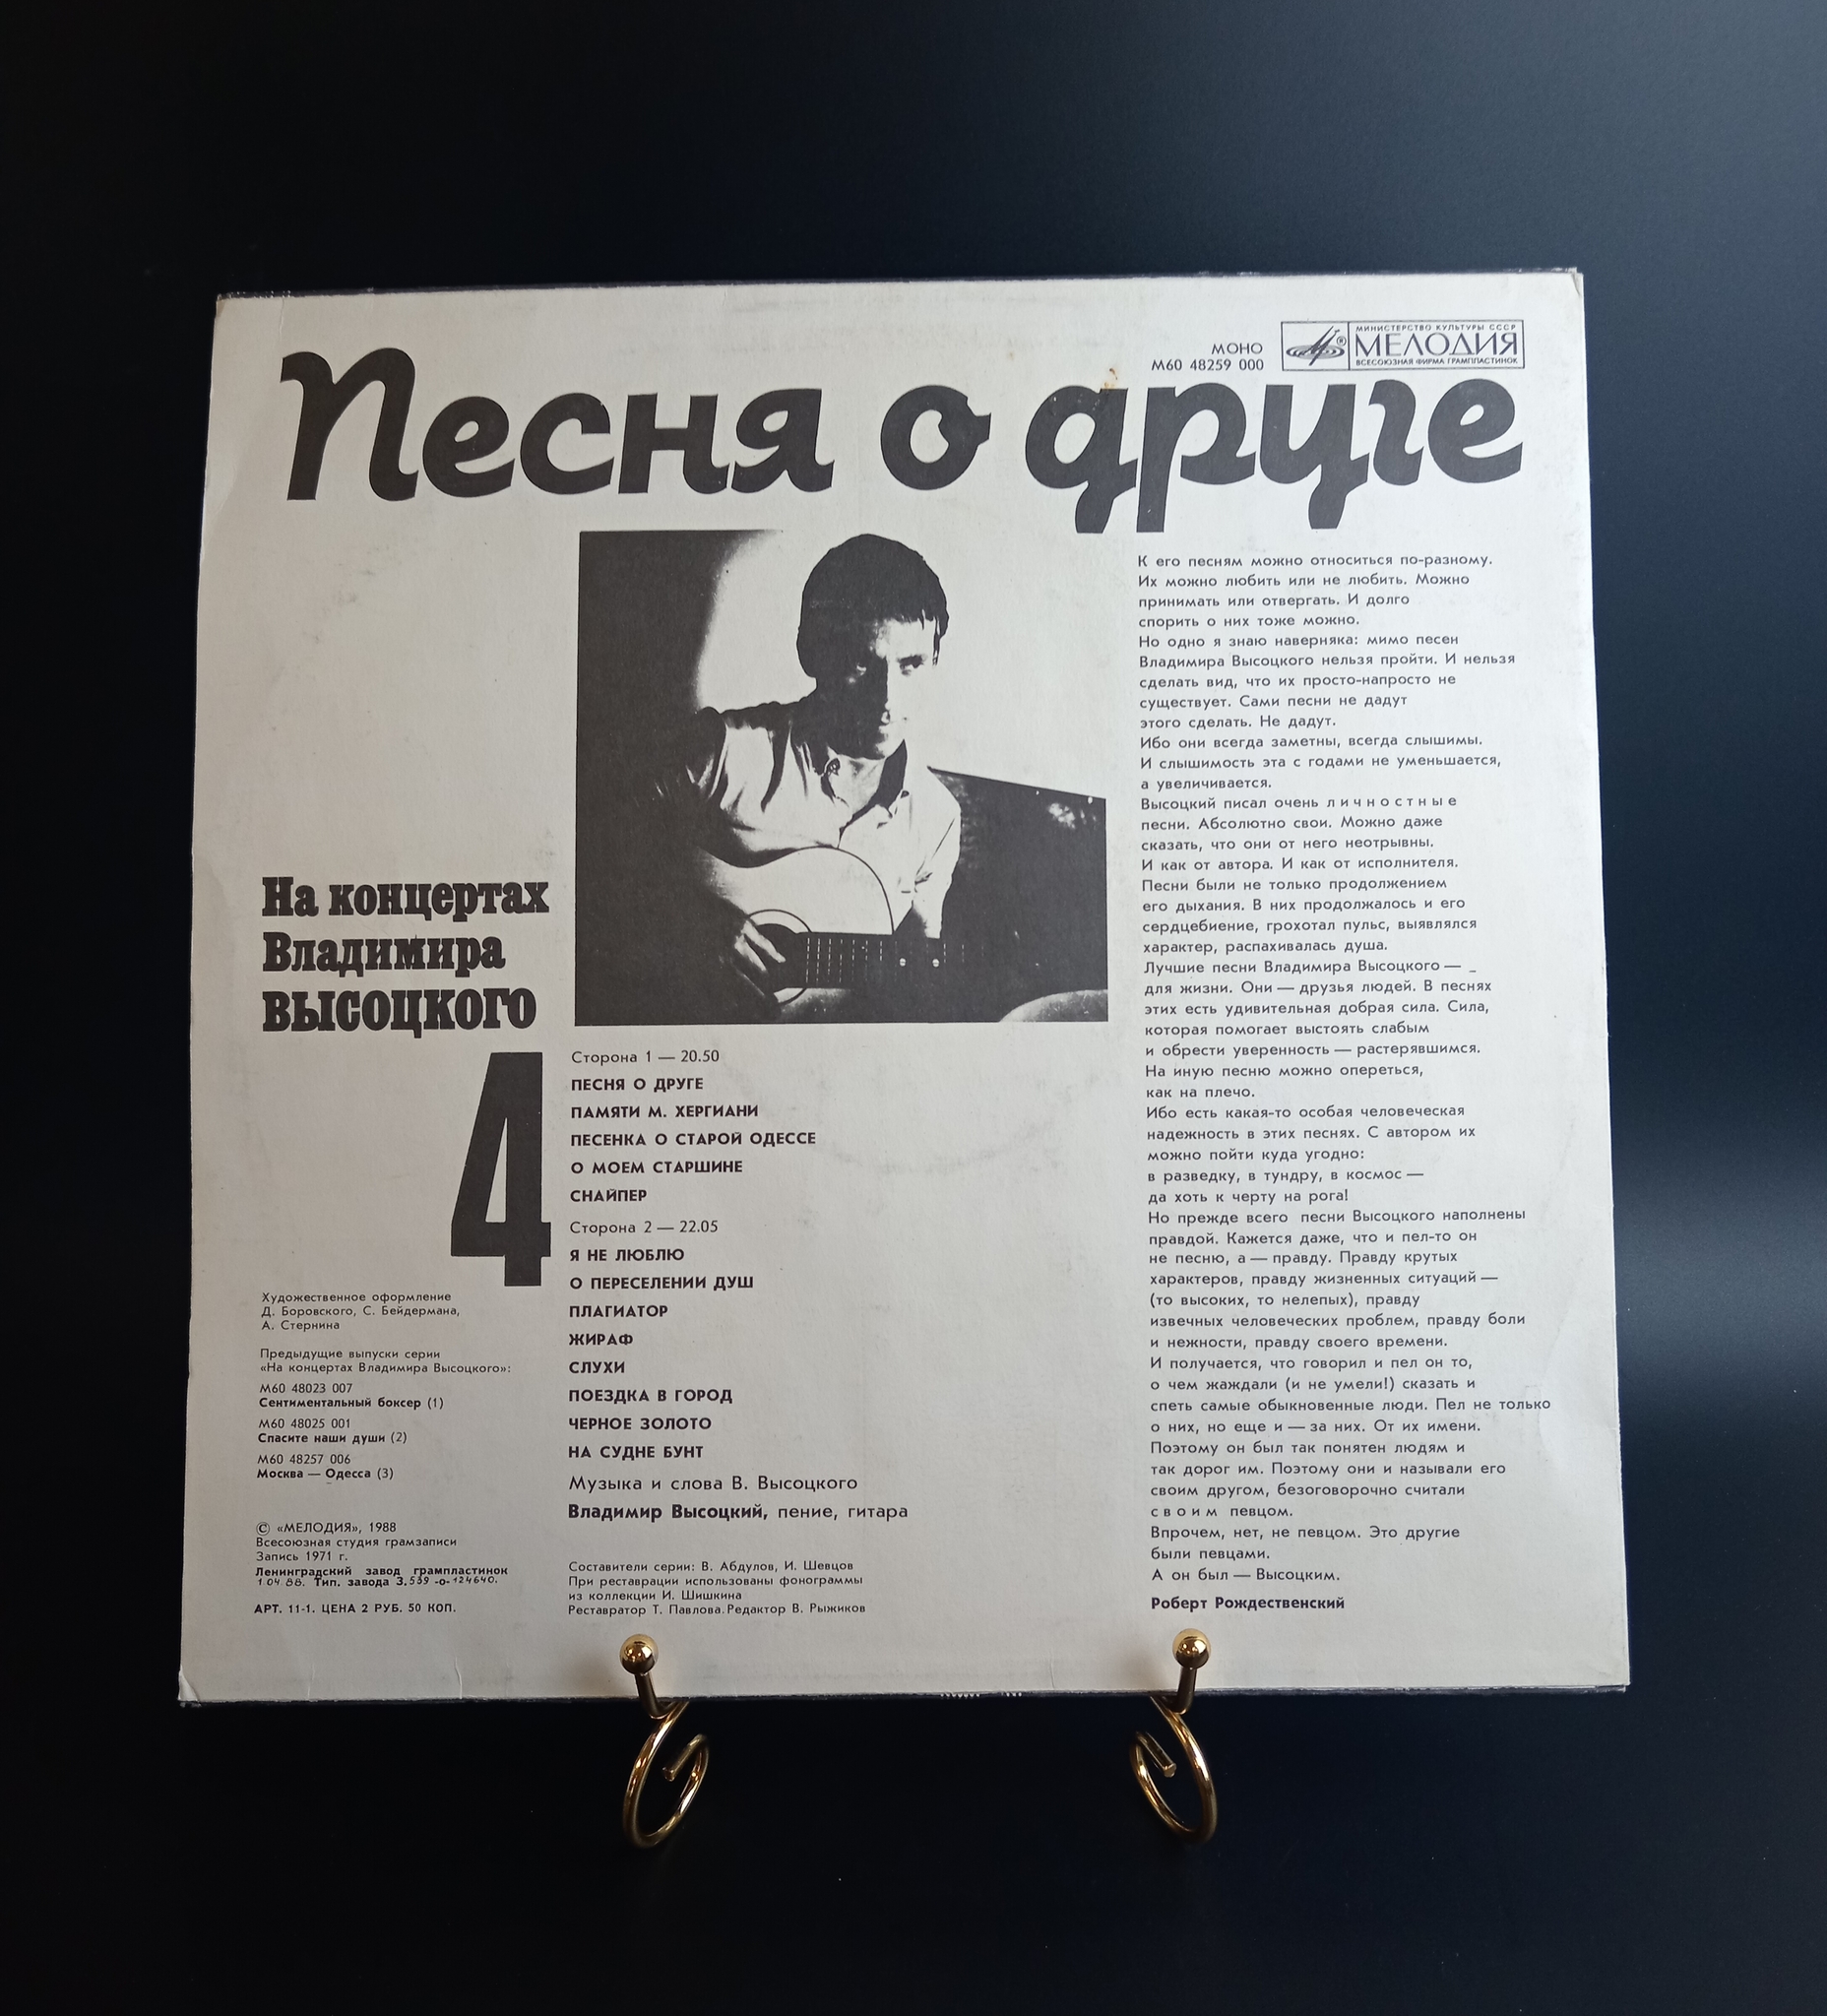 МОНО
М60 48259 000
МИНИСТЕРСТВО КУЛЬТУРЫ СССР
МЕЛОДИЯ
ВСЕСОЮЗНАЯ ФИРМА ГРАМПЛАСТИНОК
Песня о друге
На концертах
Владимира
ВЫСОЦКОГО
4
Художественное оформление
Д. Боровского, С. Бейдермана,
А. Стернина
Предыдущие выпуски серии
«На концертах Владимира Высоцкого»:
М60 48023 007
Сентиментальный боксер (1)
М60 48025 001
Спасите наши души (2)
М60 48257 006
Москва — Одесса (3)
© «МЕЛОДИЯ», 1988
Всесоюзная студия грамзаписи
Запись 1971 г.
Ленинградский завод грампластинок
1.04.88. Тип. завода З.539 -о-124640.
АРТ. 11-1. ЦЕНА 2 РУБ. 50 КОП.
Сторона 1 — 20.50
ПЕСНЯ О ДРУГЕ
ПАМЯТИ М. ХЕРГИАНИ
ПЕСЕНКА О СТАРОЙ ОДЕССЕ
О МОЕМ СТАРШИНЕ
СНАЙПЕР
Сторона 2 — 22.05
Я НЕ ЛЮБЛЮ
О ПЕРЕСЕЛЕНИИ ДУШ
ПЛАГИАТОР
ЖИРАФ
СЛУХИ
ПОЕЗДКА В ГОРОД
ЧЕРНОЕ ЗОЛОТО
НА СУДНЕ БУНТ
Музыка и слова В. Высоцкого
Владимир Высоцкий, пение, гитара
Составители серии: В. Абдулов, И. Шевцов
При реставрации использованы фонограммы
из коллекции И. Шишкина
Реставратор Т. Павлова. Редактор В. Рыжиков
К его песням можно относиться по-разному.
Их можно любить или не любить. Можно
принимать или отвергать. И долго
спорить о них тоже можно.
Но одно я знаю наверняка: мимо песен
Владимира Высоцкого нельзя пройти. И нельзя
сделать вид, что их просто-напросто не
существует. Сами песни не дадут
этого сделать. Не дадут.
Ибо они всегда заметны, всегда слышимы.
И слышимость эта с годами не уменьшается,
а увеличивается.
Высоцкий писал очень личностные
песни. Абсолютно свои. Можно даже
сказать, что они от него неотрывны.
И как от автора. И как от исполнителя.
Песни были не только продолжением
его дыхания. В них продолжалось и его
сердцебиение, грохотал пульс, выявлялся
характер, распахивалась душа.
Лучшие песни Владимира Высоцкого —
для жизни. Они — друзья людей. В песнях
этих есть удивительная добрая сила. Сила,
которая помогает выстоять слабым
и обрести уверенность — растерявшимся.
На иную песню можно опереться,
как на плечо.
Ибо есть какая-то особая человеческая
надежность в этих песнях. С автором их
можно пойти куда угодно:
в разведку, в тундру, в космос —
да хоть к черту на рога!
Но прежде всего песни Высоцкого наполнены
правдой. Кажется даже, что и пел-то он
не песню, а — правду. Правду крутых
характеров, правду жизненных ситуаций —
(то высоких, то нелепых), правду
извечных человеческих проблем, правду боли
и нежности, правду своего времени.
И получается, что говорил и пел он то,
о чем жаждали (и не умели!) сказать и
спеть самые обыкновенные люди. Пел не только
о них, но еще и — за них. От их имени.
Поэтому он был так понятен людям и
так дорог им. Поэтому они и называли его
своим другом, безоговорочно считали
своим певцом.
Впрочем, нет, не певцом. Это другие
были певцами.
А он был — Высоцким.
Роберт Рождественский